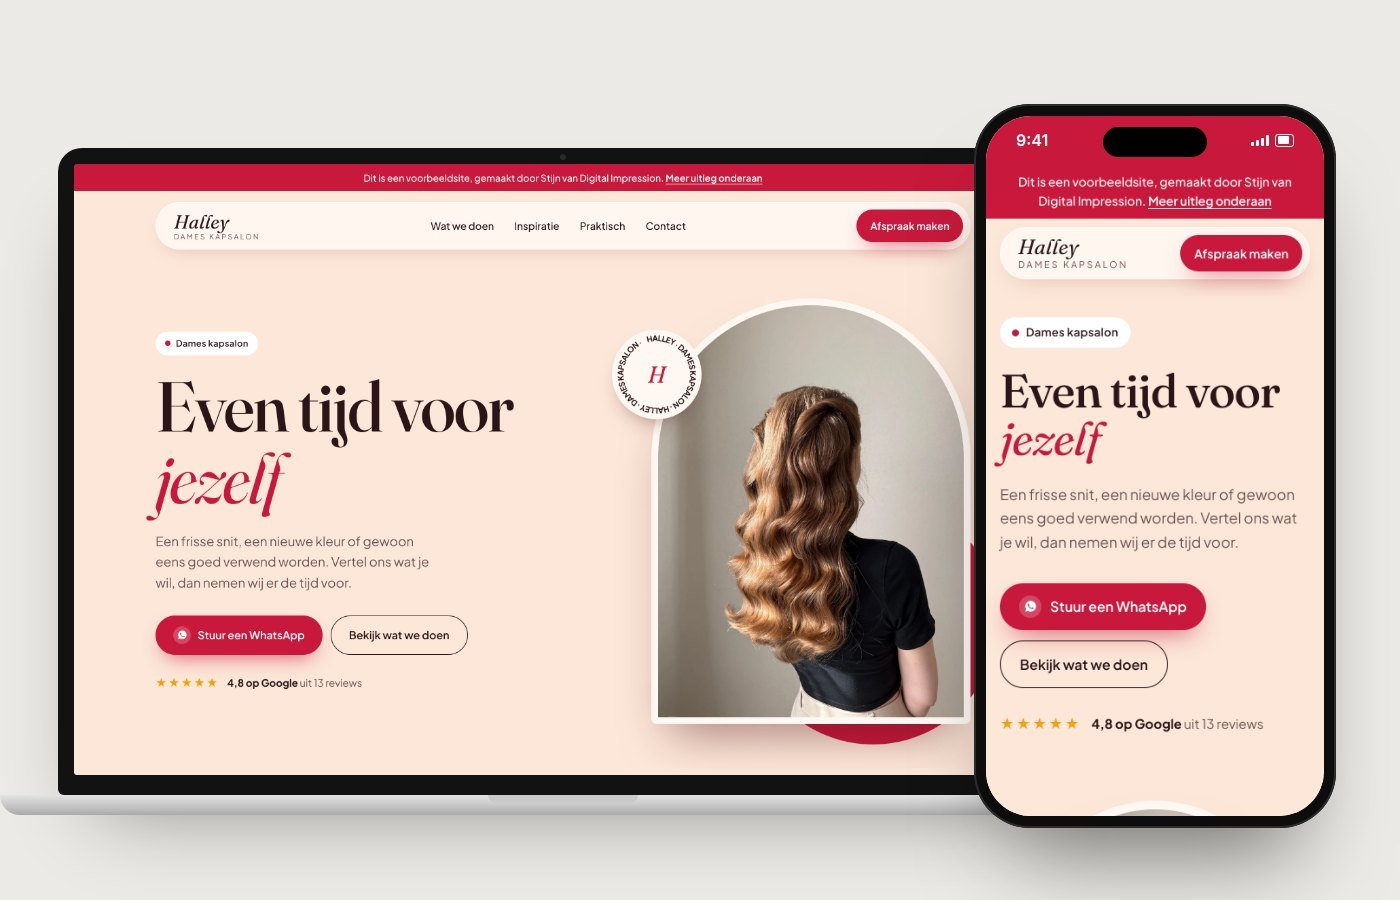 Dit is een voorbeeldsite, gemaakt door Stijn van Digital Impression. Meer uitleg onderaan
Halley
DAMES KAPSALON
Wat we doen
Inspiratie
Praktisch
Contact
Afspraak maken
Dames kapsalon
Even tijd voor
jezelf
Een frisse snit, een nieuwe kleur of gewoon
eens goed verwend worden. Vertel ons wat je
wil, dan nemen wij er de tijd voor.
Stuur een WhatsApp
Bekijk wat we doen
★★★★★ 4,8 op Google uit 13 reviews
HALLEY · DAMES KAPSALON · HALLEY · DAMES KAPSALON ·
H
9:41
Dit is een voorbeeldsite, gemaakt door Stijn van
Digital Impression. Meer uitleg onderaan
Halley
DAMES KAPSALON
Afspraak maken
Dames kapsalon
Even tijd voor
jezelf
Een frisse snit, een nieuwe kleur of gewoon
eens goed verwend worden. Vertel ons wat
je wil, dan nemen wij er de tijd voor.
Stuur een WhatsApp
Bekijk wat we doen
★★★★★ 4,8 op Google uit 13 reviews